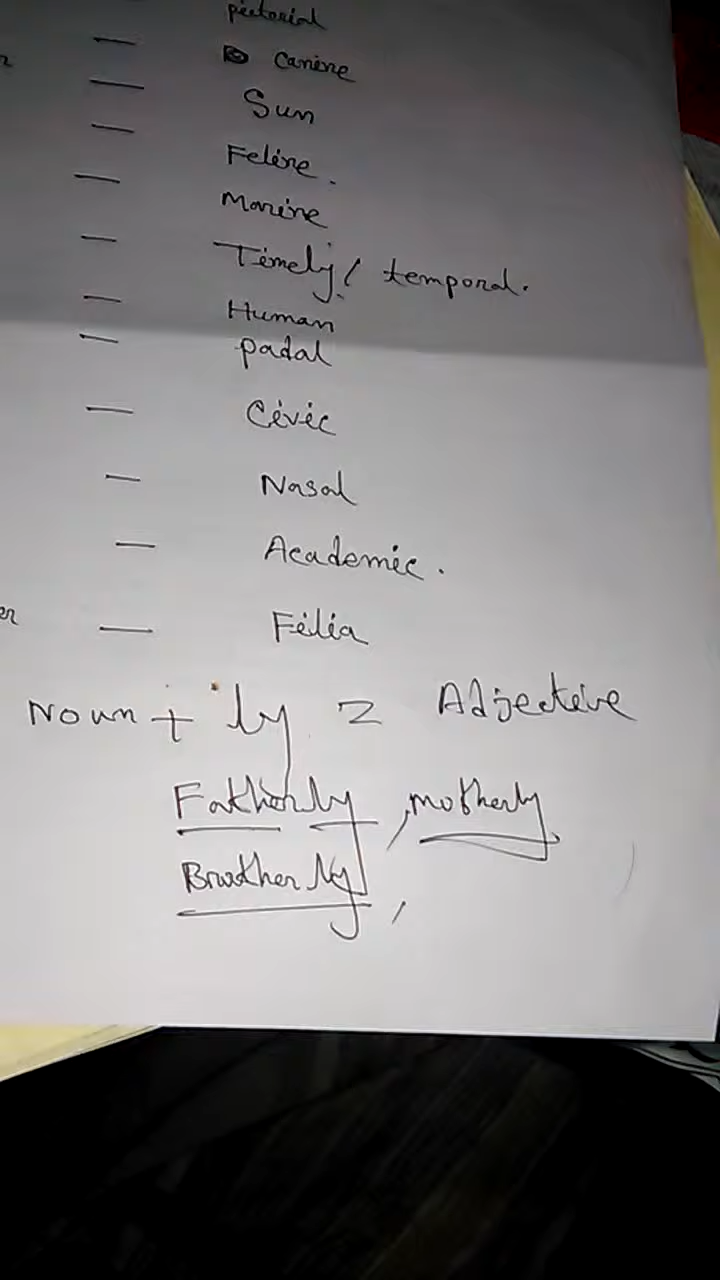 pictorial
— Canine
— Sun
— Feline.
— Marine
— Timely / temporal.
— Human
— padal
— Civic
— Nasal
— Academic.
er — Filia
Noun + ly = Adjective
Fatherly, motherly
Brotherly,